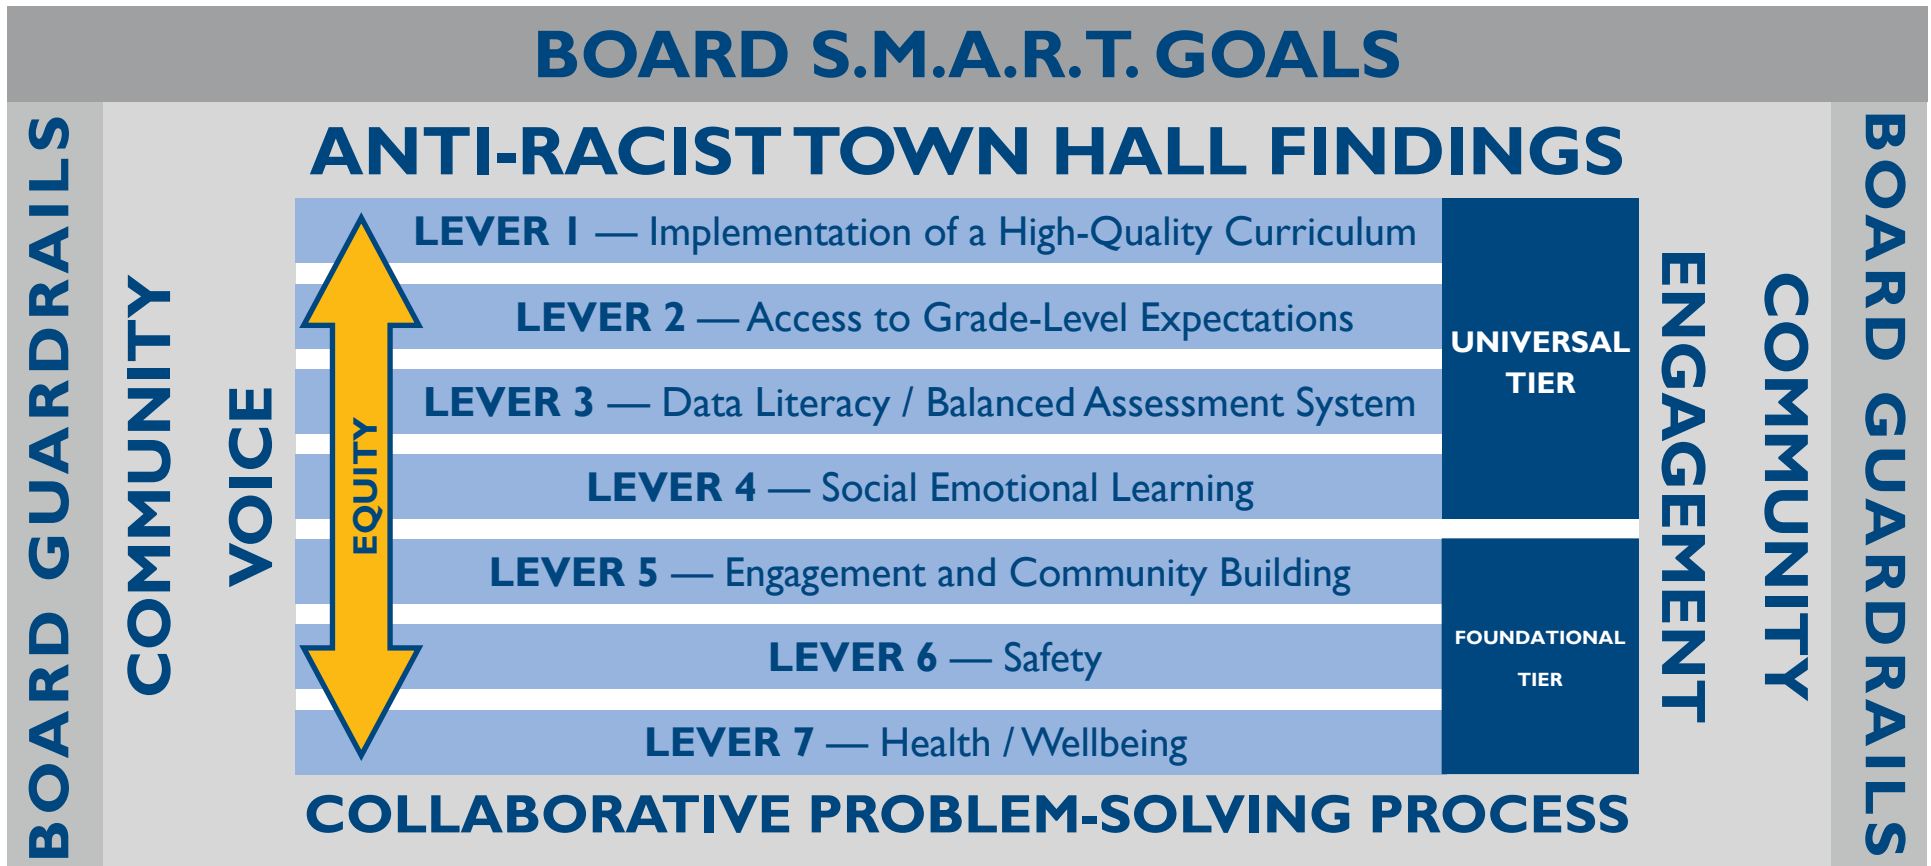 BOARD S.M.A.R.T. GOALS
BOARD GUARDRAILS
COMMUNITY
VOICE
ANTI-RACIST TOWN HALL FINDINGS
EQUITY
LEVER 1 — Implementation of a High-Quality Curriculum
LEVER 2 — Access to Grade-Level Expectations
LEVER 3 — Data Literacy / Balanced Assessment System
LEVER 4 — Social Emotional Learning
LEVER 5 — Engagement and Community Building
LEVER 6 — Safety
LEVER 7 — Health / Wellbeing
UNIVERSAL
TIER
FOUNDATIONAL
TIER
COLLABORATIVE PROBLEM-SOLVING PROCESS
COMMUNITY
ENGAGEMENT
BOARD GUARDRAILS